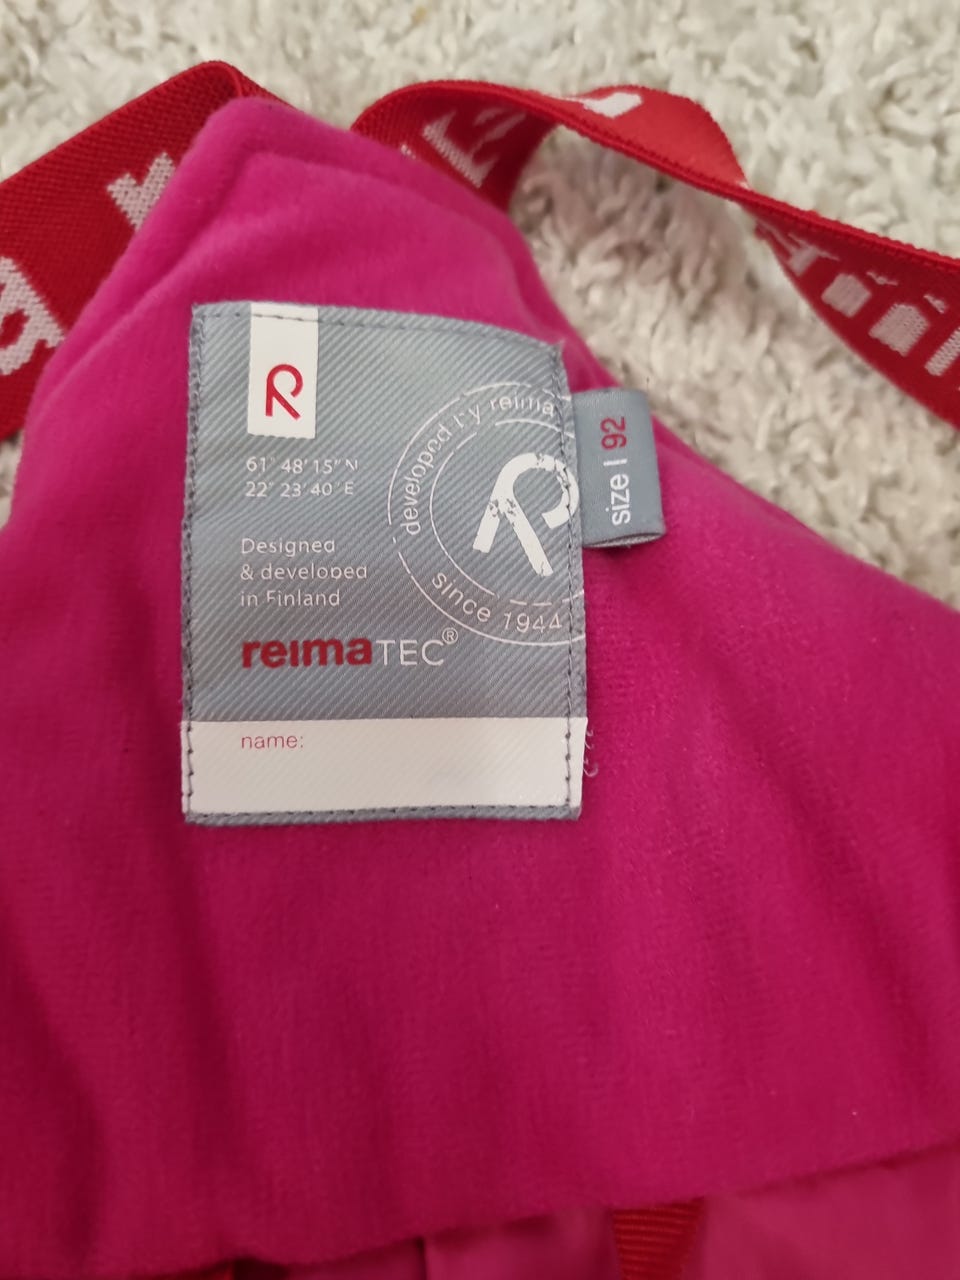 R
61° 48' 15" N
22° 23' 40" E
Designed
& developed
in Finland
reimaTEC®
name:
developed by reima
R
since 1944
size | 92